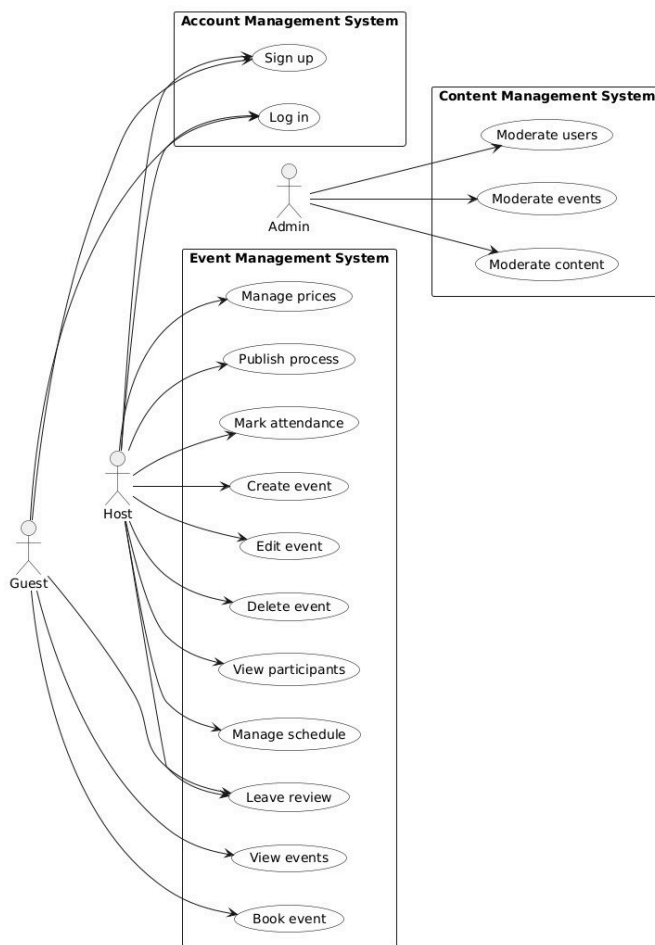 Account Management System
Sign up
Log in
Content Management System
Moderate users
Moderate events
Moderate content
Admin
Event Management System
Manage prices
Publish process
Mark attendance
Create event
Edit event
Delete event
View participants
Manage schedule
Leave review
View events
Book event
Host
Guest